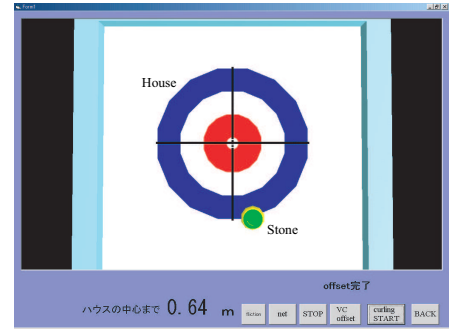 Form1
House
Stone
offset完了
ハウスの中心まで 0.64 m
net
STOP
VC offset
curling START
BACK